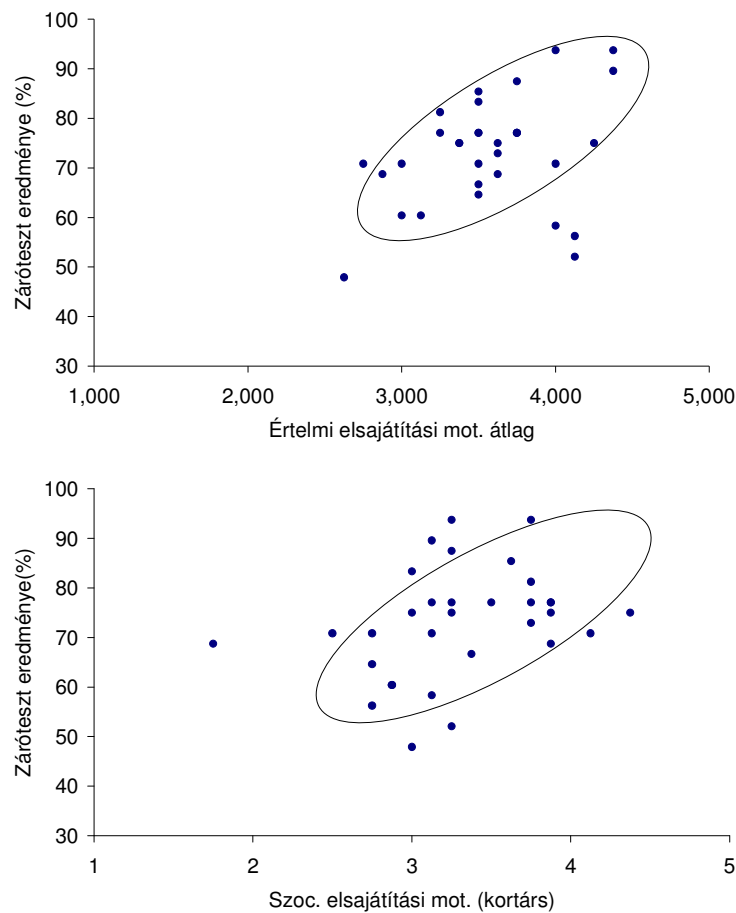 100
90
80
70
60
50
40
30
Záróteszt eredménye (%)
1,000 2,000 3,000 4,000 5,000
Értelmi elsajátítási mot. átlag
100
90
80
70
60
50
40
30
Záróteszt eredménye(%)
1 2 3 4 5
Szoc. elsajátítási mot. (kortárs)